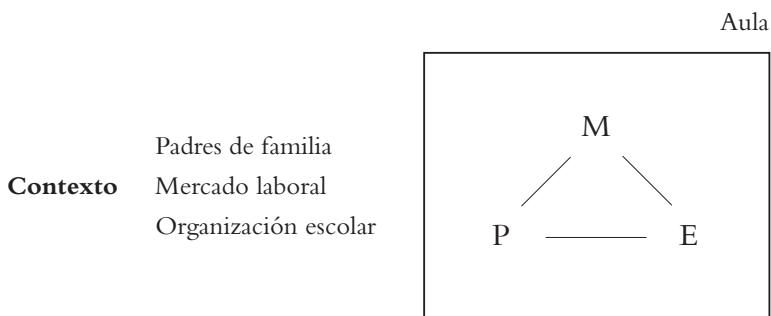 Aula
M
Padres de familia
Contexto Mercado laboral
Organización escolar
P E